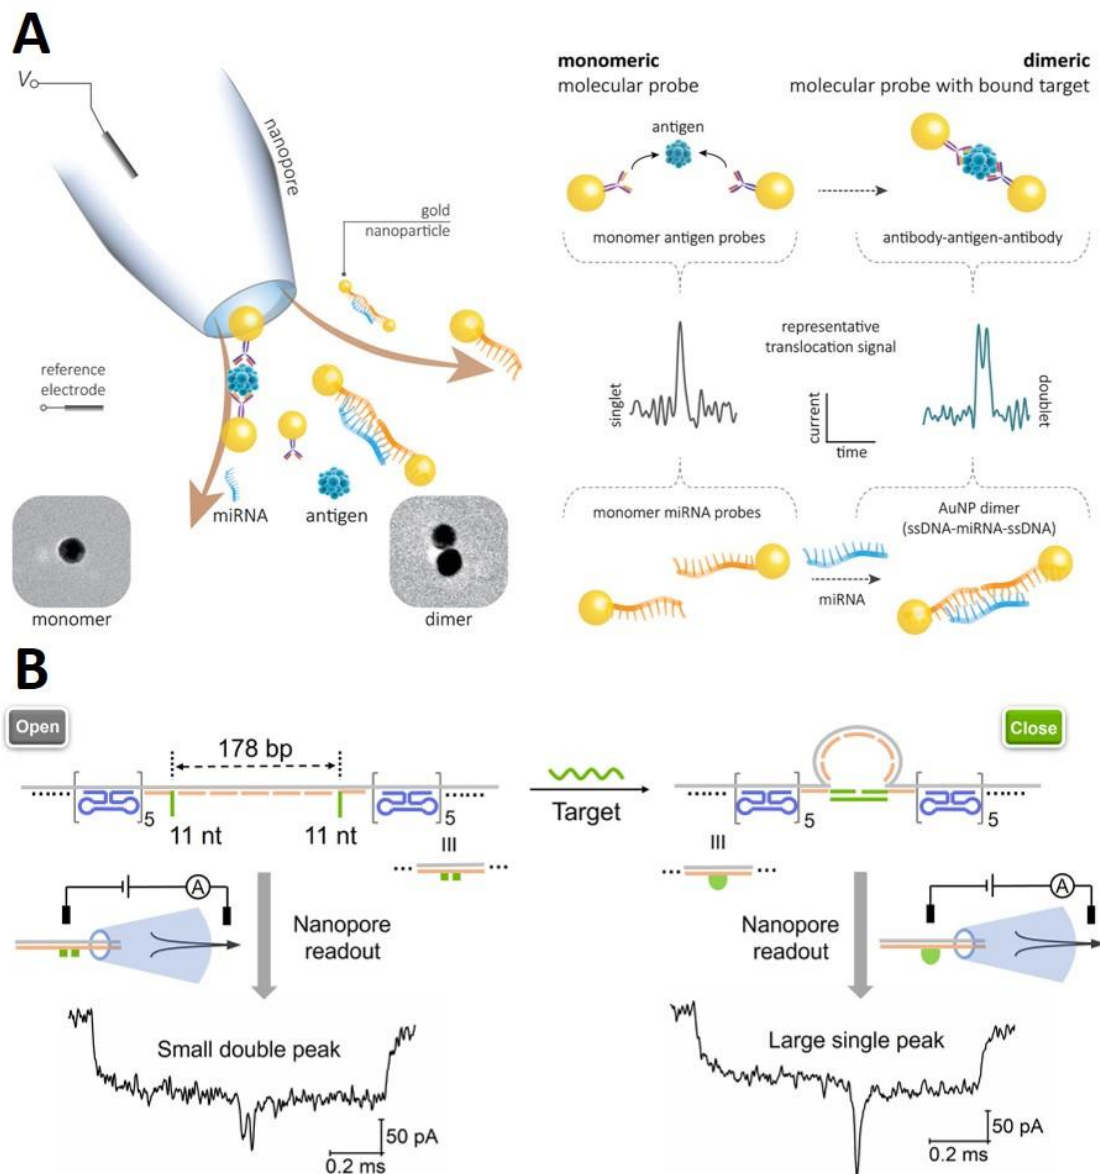 A
V
nanopore
gold
nanoparticle
reference
electrode
miRNA
antigen
monomer
dimer
monomeric
molecular probe
dimeric
molecular probe with bound target
antigen
monomer antigen probes
antibody-antigen-antibody
singlet
representative
translocation signal
current
time
doublet
monomer miRNA probes
AuNP dimer
(ssDNA-miRNA-ssDNA)
miRNA
B
Open
178 bp
5
11 nt
11 nt
5
III
Target
Close
5
5
III
A
Nanopore
readout
Nanopore
readout
A
Small double peak
50 pA
0.2 ms
Large single peak
50 pA
0.2 ms